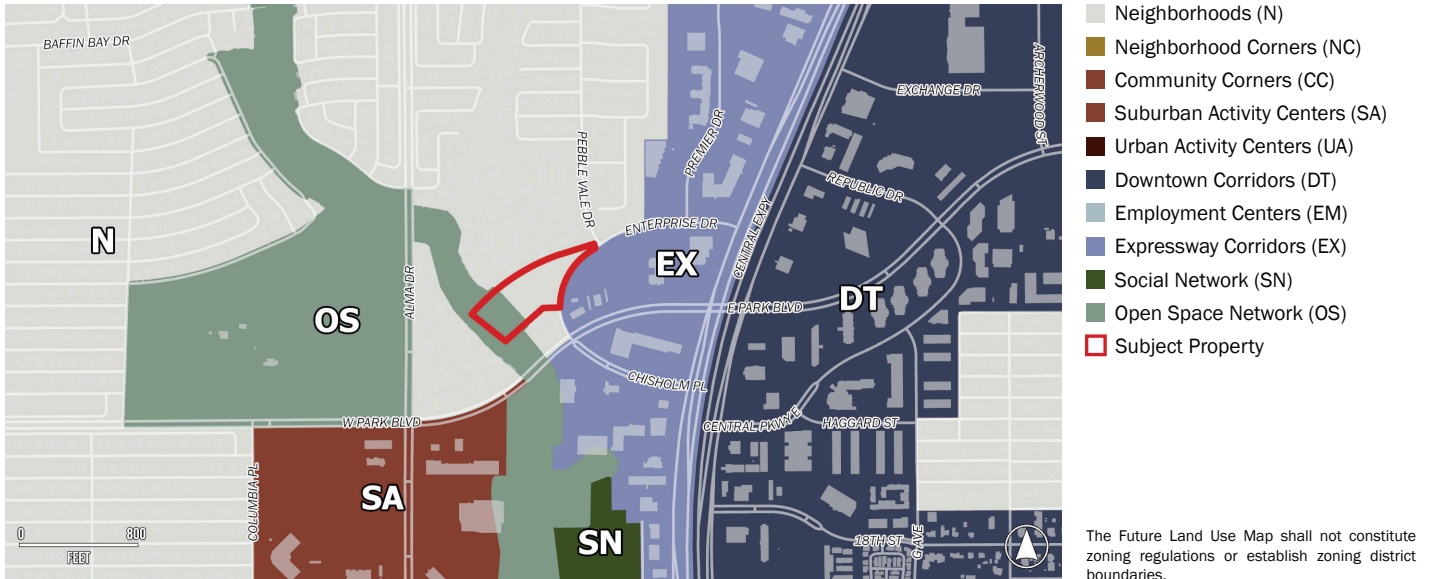 BAFFIN BAY DR
N
OS
ALMA DR
W PARK BLVD
COLUMBIA PL
SA
SN
PEBBLE VALE DR
PREMIER DR
ENTERPRISE DR
EX
CENTRAL EXPY
E PARK BLVD
CHISHOLM PL
DT
EXCHANGE DR
ARCHERWOOD ST
REPUBLIC DR
CENTRAL PKWY E
HAGGARD ST
18TH ST
G AVE
0 800
FEET
Neighborhoods (N)
Neighborhood Corners (NC)
Community Corners (CC)
Suburban Activity Centers (SA)
Urban Activity Centers (UA)
Downtown Corridors (DT)
Employment Centers (EM)
Expressway Corridors (EX)
Social Network (SN)
Open Space Network (OS)
Subject Property
The Future Land Use Map shall not constitute
zoning regulations or establish zoning district
boundaries.